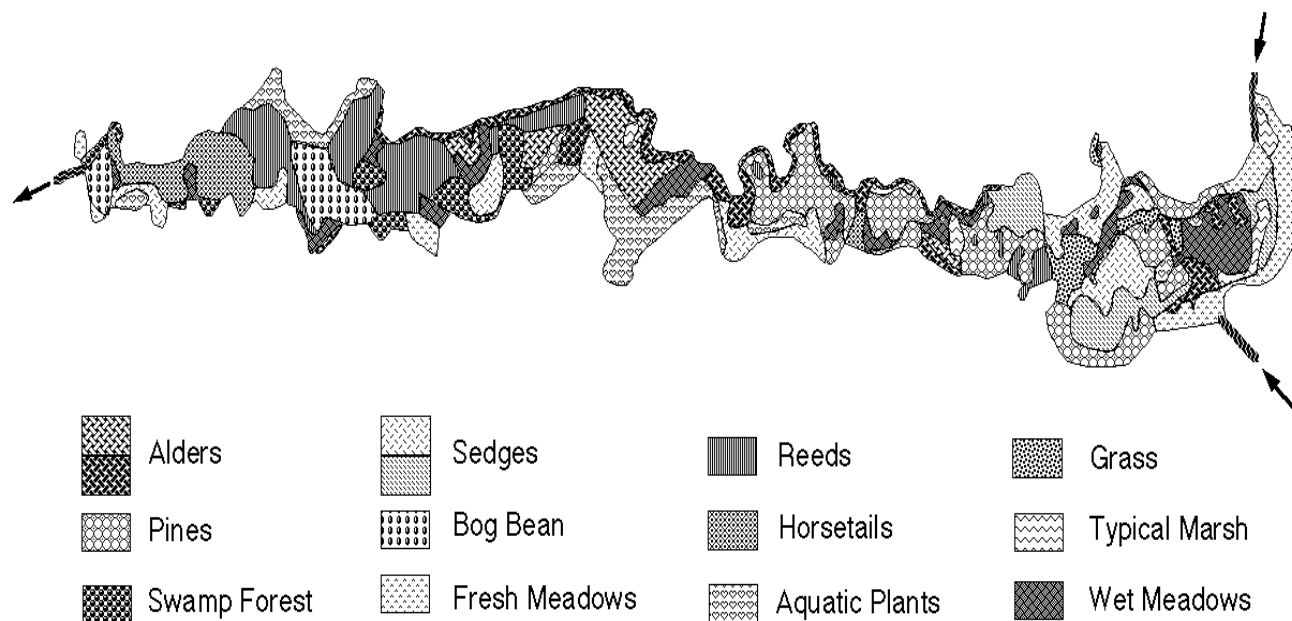 Alders
Sedges
Reeds
Grass
Pines
Bog Bean
Horsetails
Typical Marsh
Swamp Forest
Fresh Meadows
Aquatic Plants
Wet Meadows